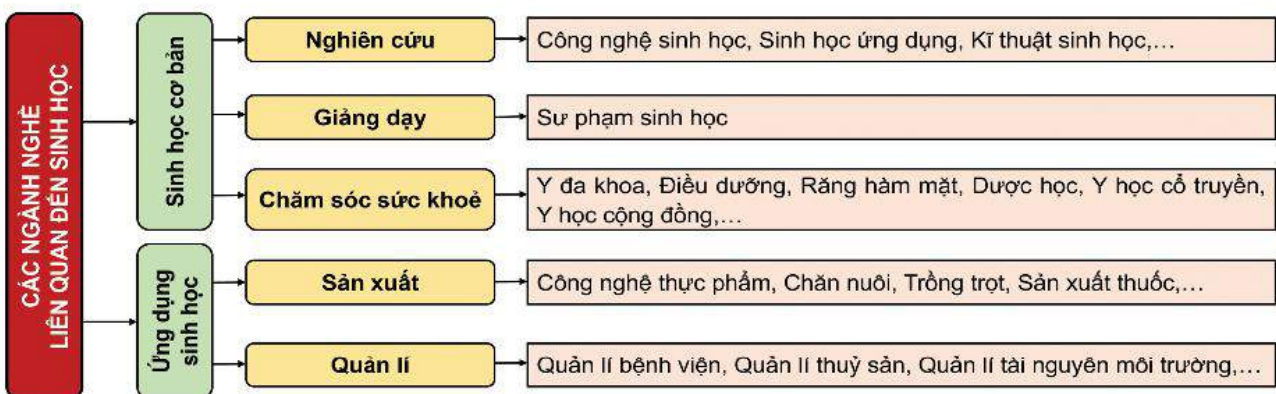 CÁC NGÀNH NGHỀ
LIÊN QUAN ĐẾN SINH HỌC
Sinh học cơ bản
Nghiên cứu
Công nghệ sinh học, Sinh học ứng dụng, Kĩ thuật sinh học,...
Giảng dạy
Sư phạm sinh học
Chăm sóc sức khoẻ
Y đa khoa, Điều dưỡng, Răng hàm mặt, Dược học, Y học cổ truyền,
Y học cộng đồng,...
Ứng dụng
sinh học
Sản xuất
Công nghệ thực phẩm, Chăn nuôi, Trồng trọt, Sản xuất thuốc,...
Quản lí
Quản lí bệnh viện, Quản lí thuỷ sản, Quản lí tài nguyên môi trường,...